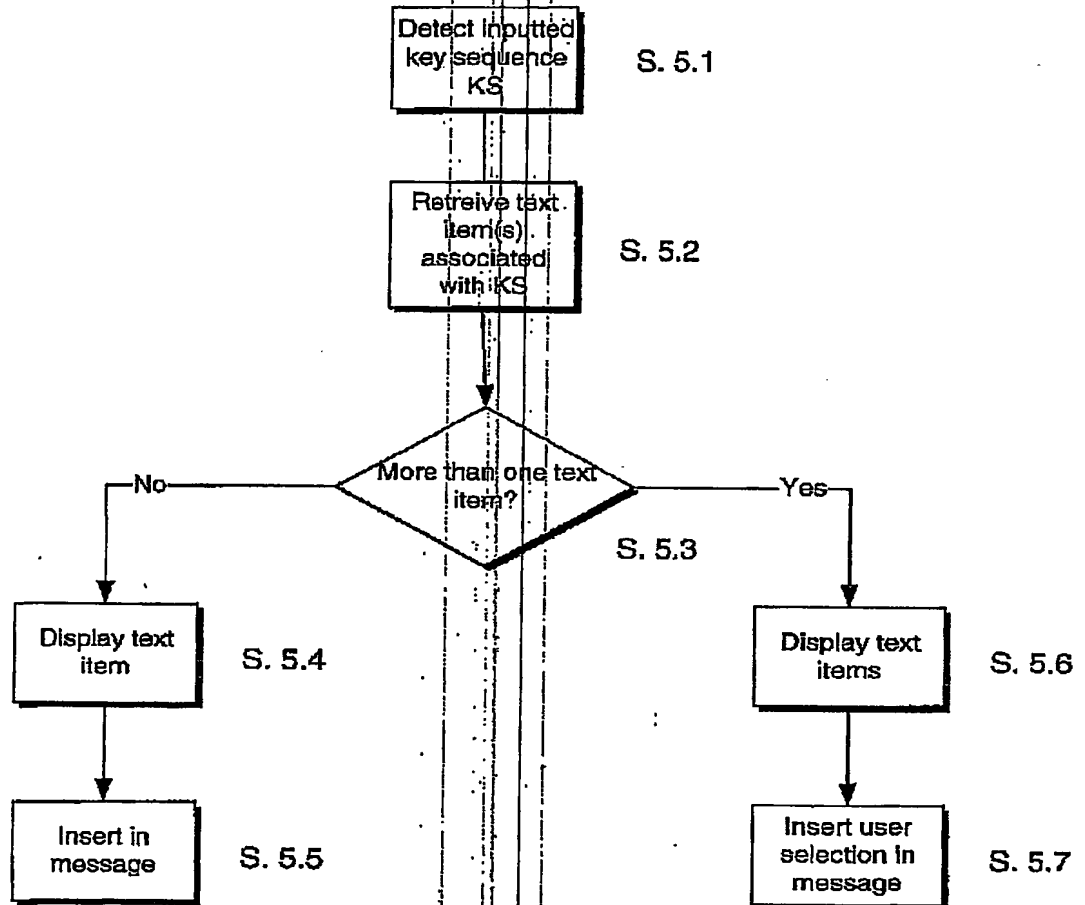 Detect inputted
key sequence
KS
S. 5.1
Retreive text
item(s)
associated
with KS
S. 5.2
More than one text
item?
No
Yes
S. 5.3
Display text
item
S. 5.4
Display text
items
S. 5.6
Insert in
message
S. 5.5
Insert user
selection in
message
S. 5.7